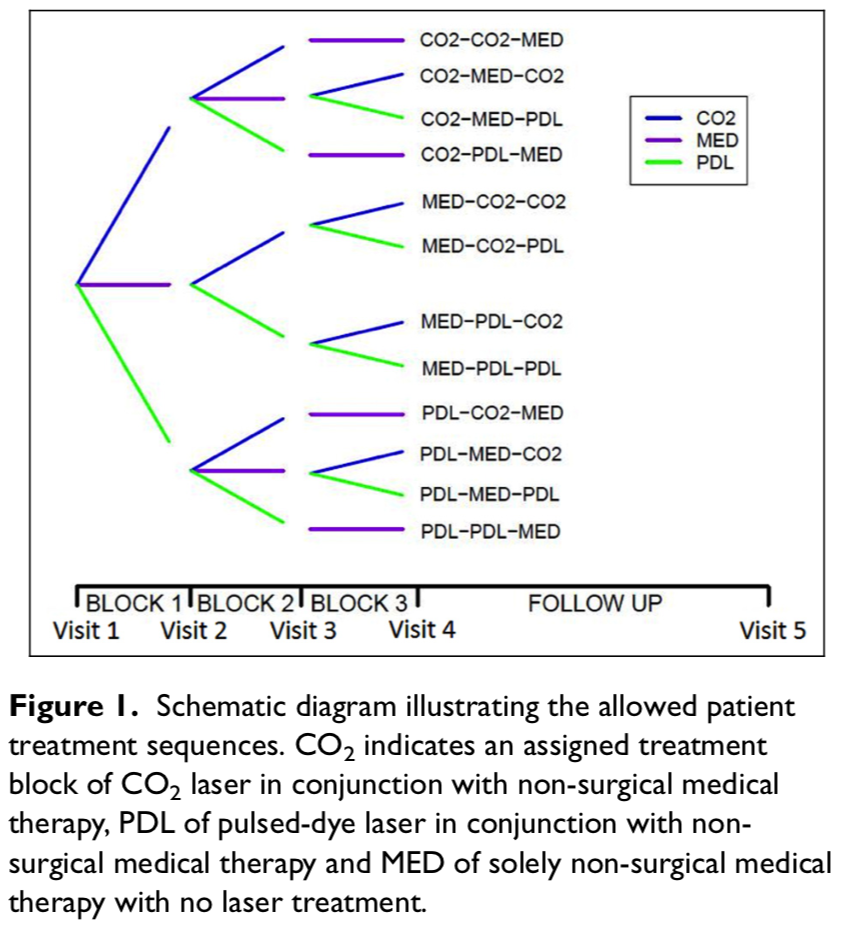 CO2−CO2−MED
CO2−MED−CO2
CO2−MED−PDL
CO2−PDL−MED
MED−CO2−CO2
MED−CO2−PDL
MED−PDL−CO2
MED−PDL−PDL
PDL−CO2−MED
PDL−MED−CO2
PDL−MED−PDL
PDL−PDL−MED
CO2
MED
PDL
BLOCK 1 BLOCK 2 BLOCK 3 FOLLOW UP
Visit 1 Visit 2 Visit 3 Visit 4 Visit 5
Figure 1. Schematic diagram illustrating the allowed patient
treatment sequences. CO₂ indicates an assigned treatment
block of CO₂ laser in conjunction with non-surgical medical
therapy, PDL of pulsed-dye laser in conjunction with non-
surgical medical therapy and MED of solely non-surgical medical
therapy with no laser treatment.